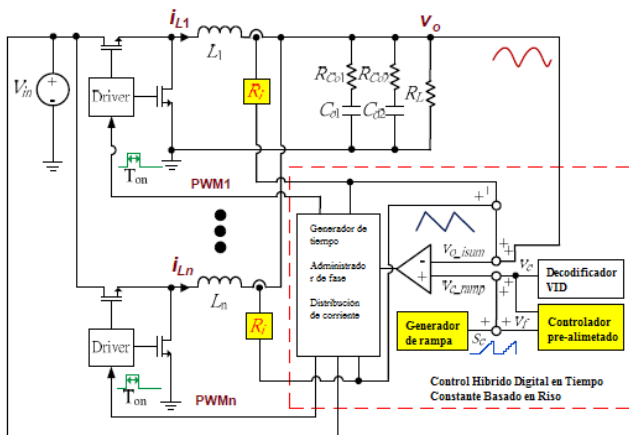 iL1
vo
L1
Vin
Driver
Ri
RCo1
RCo2
RL
Co1
Co2
Ton
PWM1
iLn
Ln
Ri
Driver
Ton
PWMn
Generador de
tiempo
Administrado
r de fase
Distribución
de corriente
+
-
+
vo_isum
vc
vc_ramp
Decodificador
VID
Generador
de rampa
+
+
Vf
Sc
Controlador
pre-alimetado
Control Hibrido Digital en Tiempo
Constante Basado en Riso